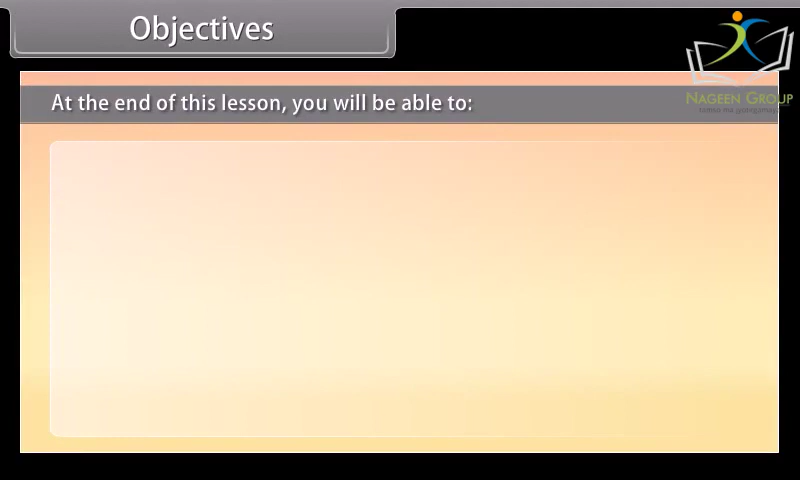 Objectives
At the end of this lesson, you will be able to:
NAGEEN GROUP